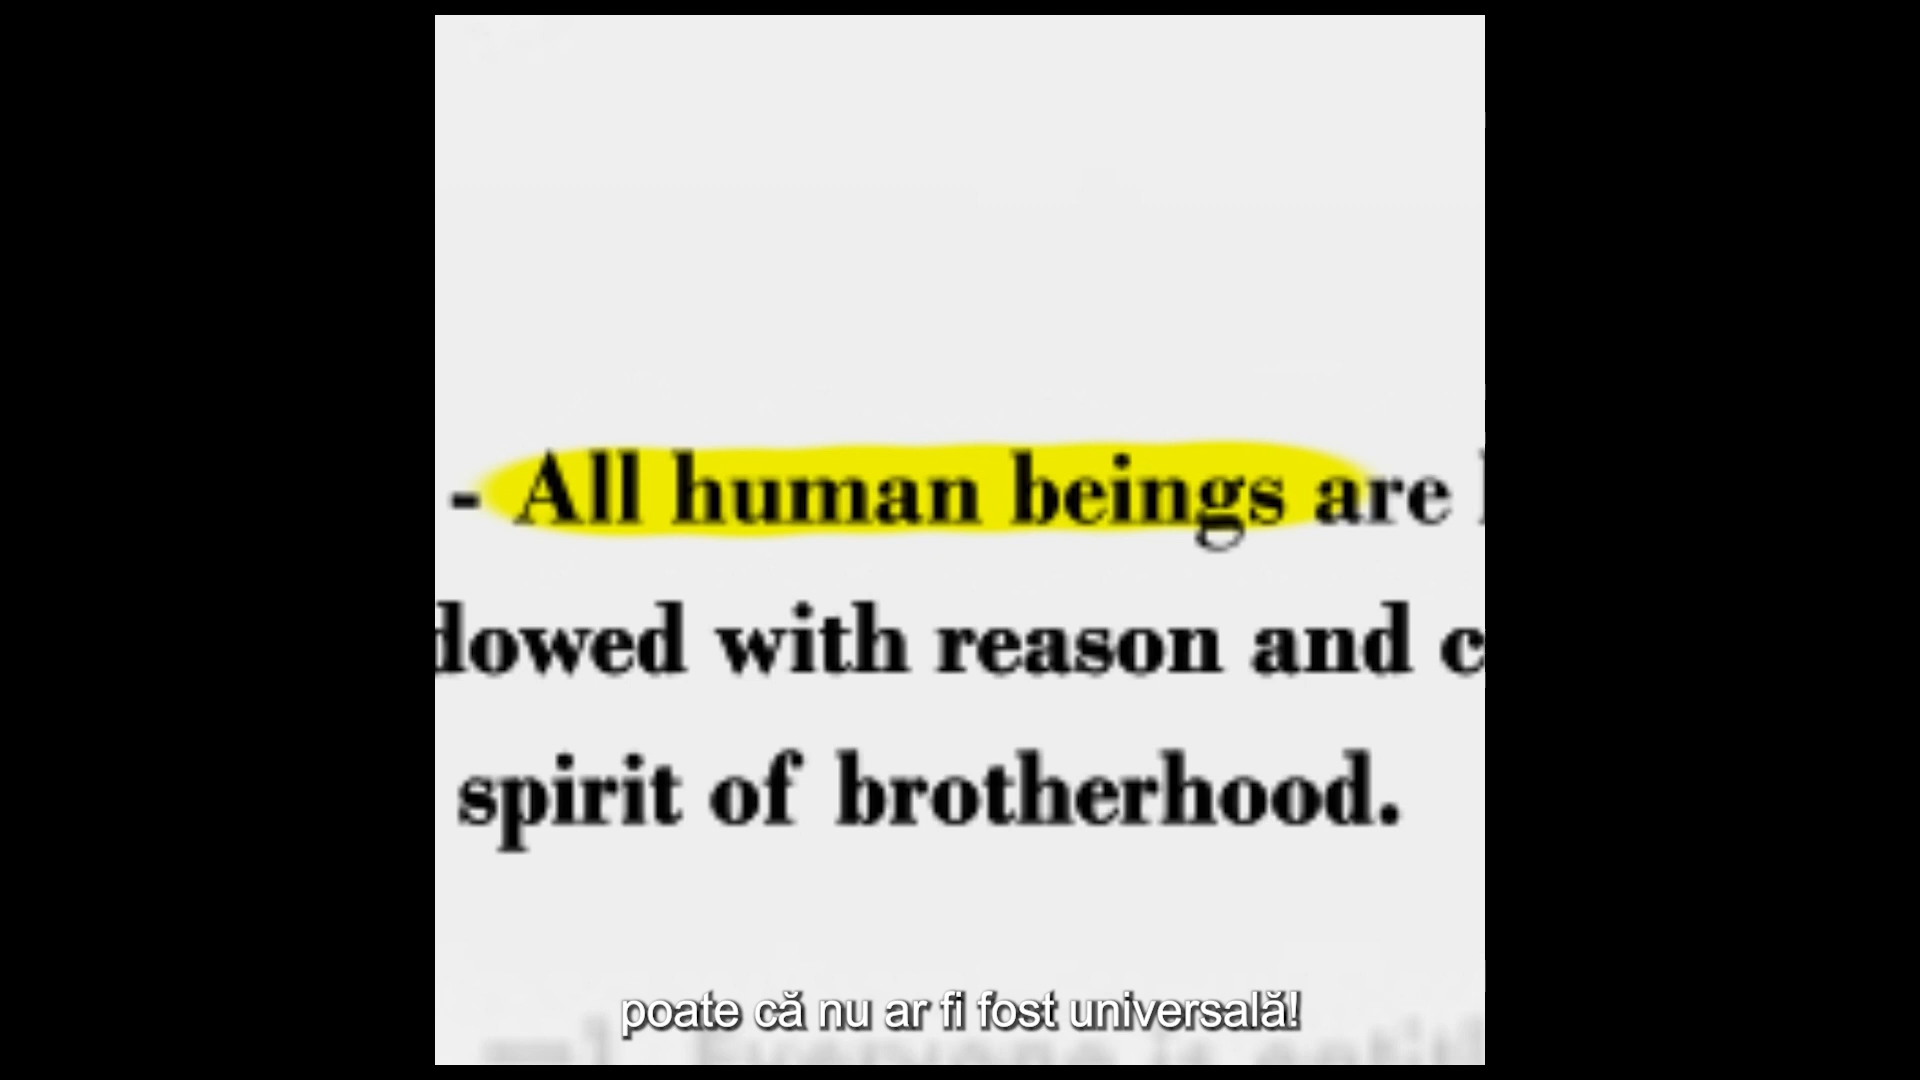 - All human beings are
dowed with reason and c
spirit of brotherhood.
poate că nu ar fi fost universală!